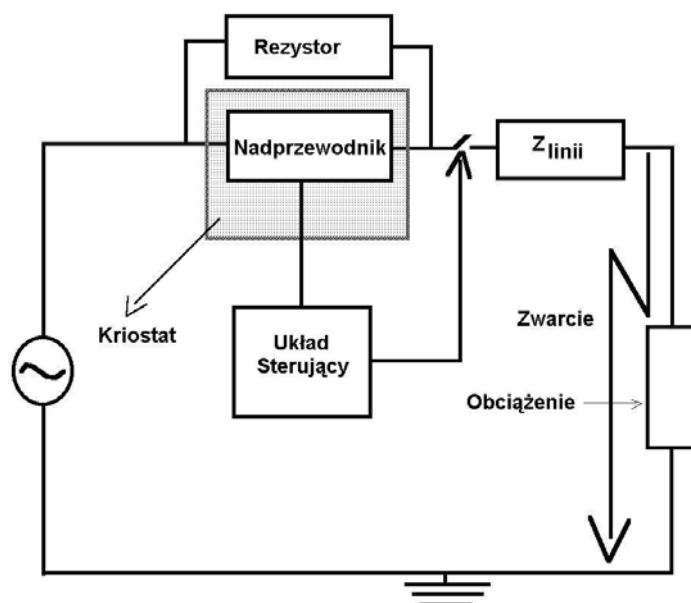 Rezystor
Nadprzewodnik
Z linii
Kriostat
Układ
Sterujący
Zwarcie
Obciążenie